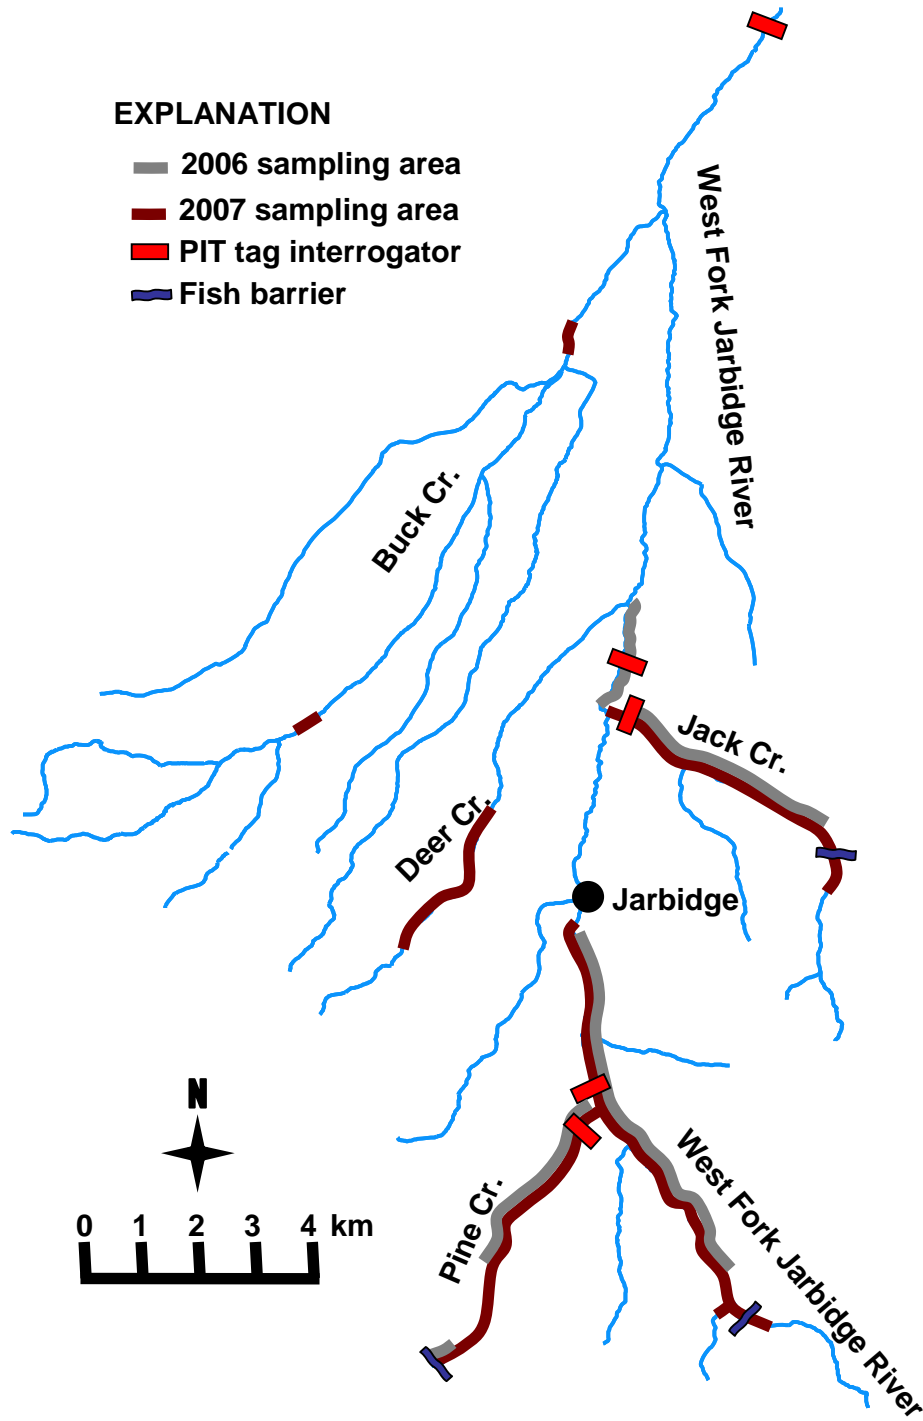 EXPLANATION
2006 sampling area
2007 sampling area
PIT tag interrogator
Fish barrier
West Fork Jarbidge River
Buck Cr.
Jack Cr.
Deer Cr.
Jarbidge
N
West Fork Jarbidge River
Pine Cr.
0 1 2 3 4 km